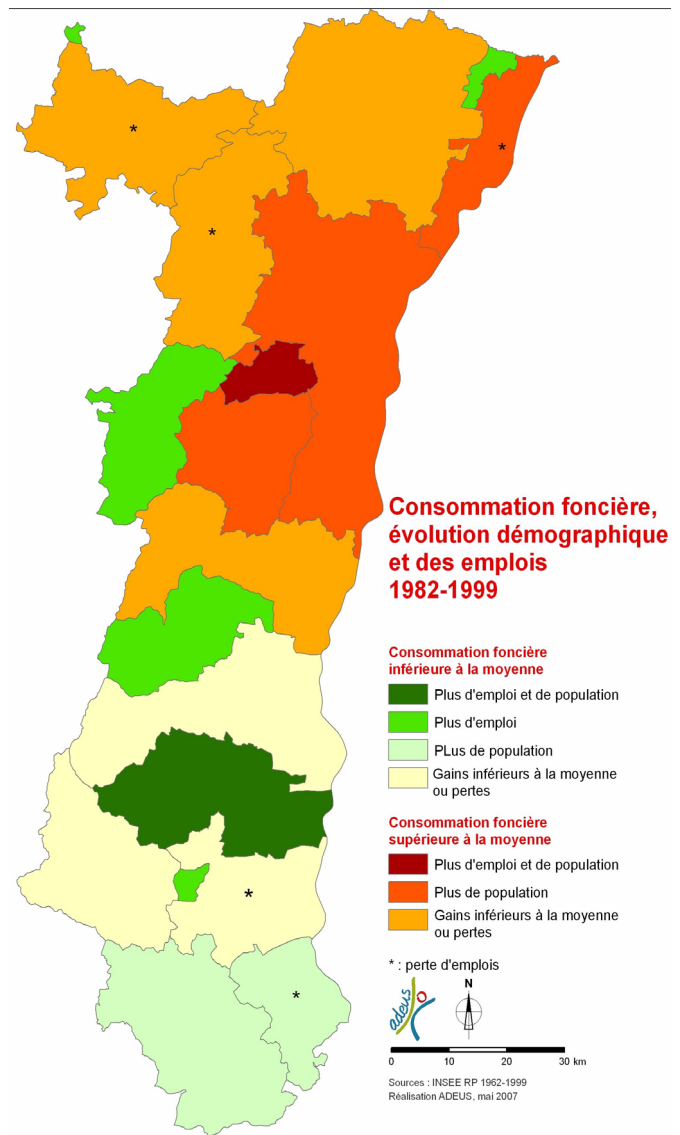 *
*
*
Consommation foncière,
évolution démographique
et des emplois
1982-1999
Consommation foncière
inférieure à la moyenne
Plus d'emploi et de population
Plus d'emploi
PLus de population
Gains inférieurs à la moyenne
ou pertes
Consommation foncière
supérieure à la moyenne
Plus d'emploi et de population
Plus de population
Gains inférieurs à la moyenne
ou pertes
*
* : perte d'emplois
*
adeus
N
0 10 20 30 km
Sources : INSEE RP 1962-1999
Réalisation ADEUS, mai 2007